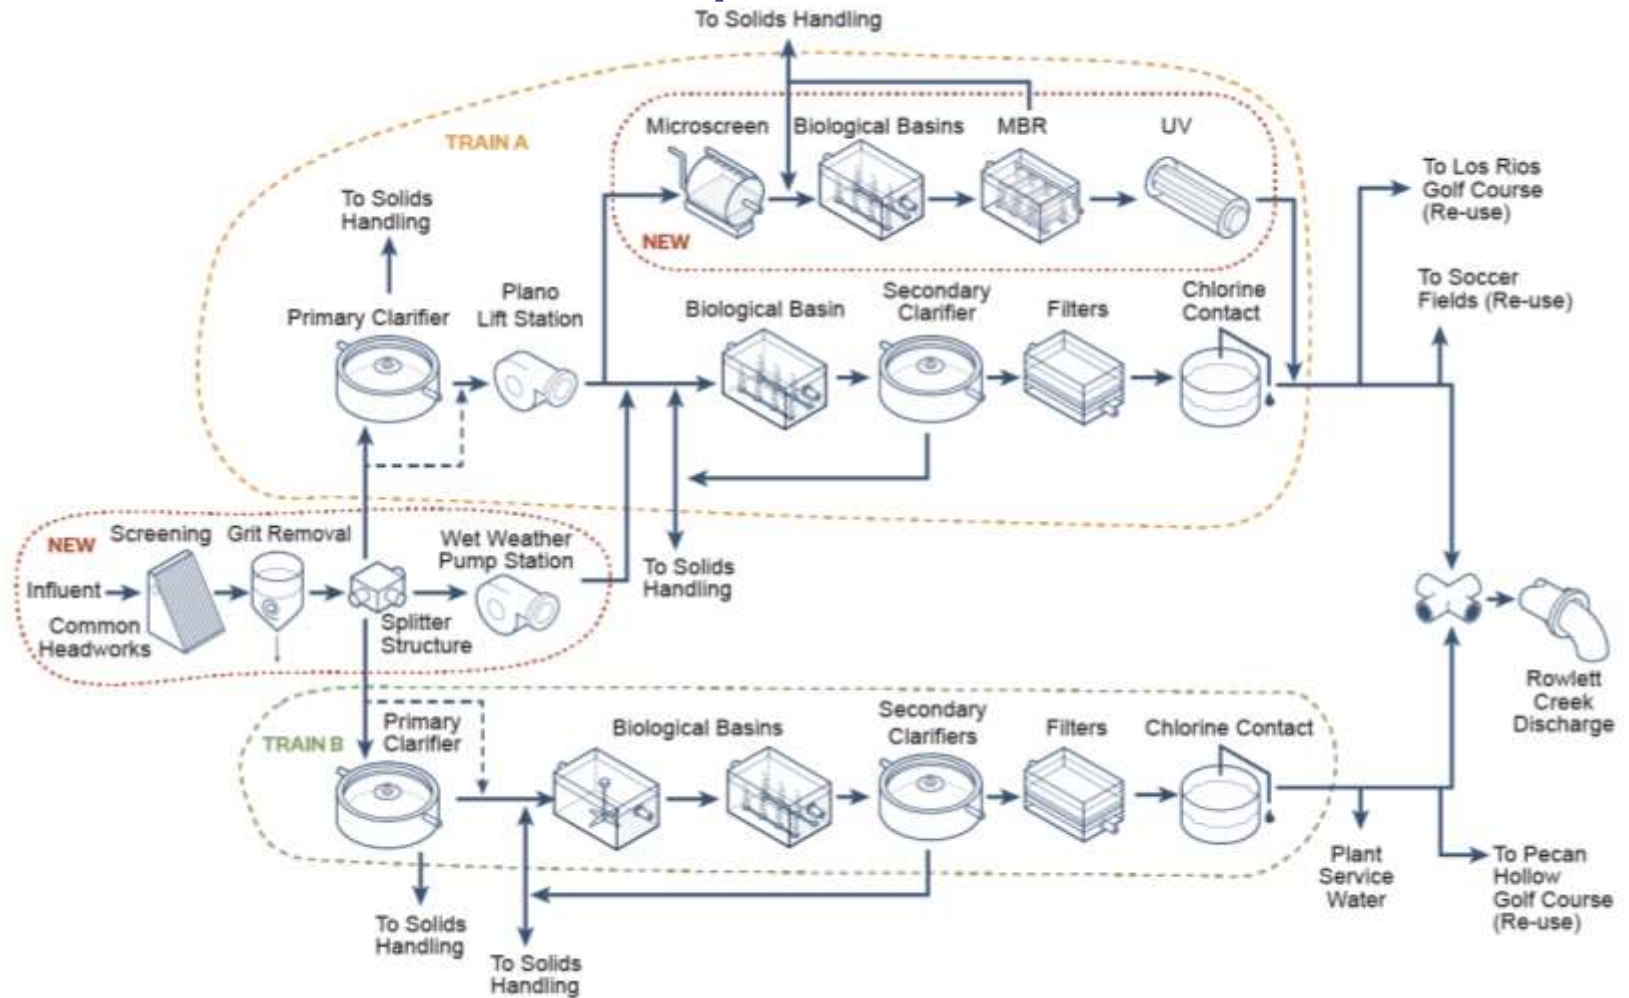 To Solids Handling
TRAIN A
Microscreen
Biological Basins
MBR
UV
NEW
To Los Rios
Golf Course
(Re-use)
To Solids
Handling
To Soccer
Fields (Re-use)
Primary Clarifier
Plano
Lift Station
Biological Basin
Secondary
Clarifier
Filters
Chlorine
Contact
To Solids
Handling
NEW
Screening
Grit Removal
Wet Weather
Pump Station
Influent
Common
Headworks
Splitter
Structure
Rowlett
Creek
Discharge
TRAIN B
Primary
Clarifier
Biological Basins
Secondary
Clarifiers
Filters
Chlorine Contact
Plant
Service
Water
To Pecan
Hollow
Golf Course
(Re-use)
To Solids
Handling
To Solids
Handling